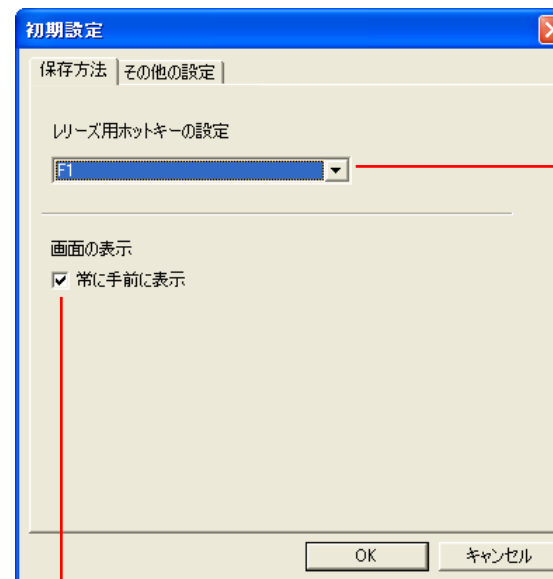 初期設定
保存方法 その他の設定
レリーズ用ホットキーの設定
F1
画面の表示
常に手前に表示
OK キャンセル